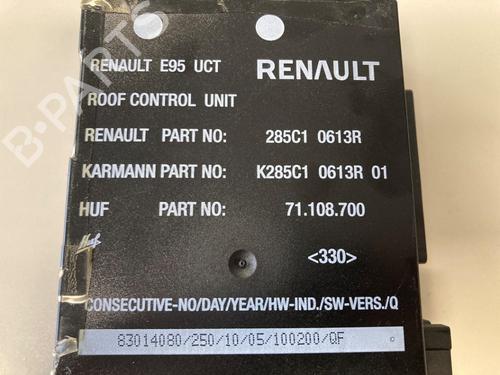 RENAULT E95 UCT RENAULT
ROOF CONTROL UNIT
RENAULT PART NO: 285C1 0613R
KARMANN PART NO: K285C1 0613R 01
HUF PART NO: 71.108.700
Huf <330>
CONSECUTIVE-NO/DAY/YEAR/HW-IND./SW-VERS./Q
83014080/250/10/05/100200/QF
B-PARTS